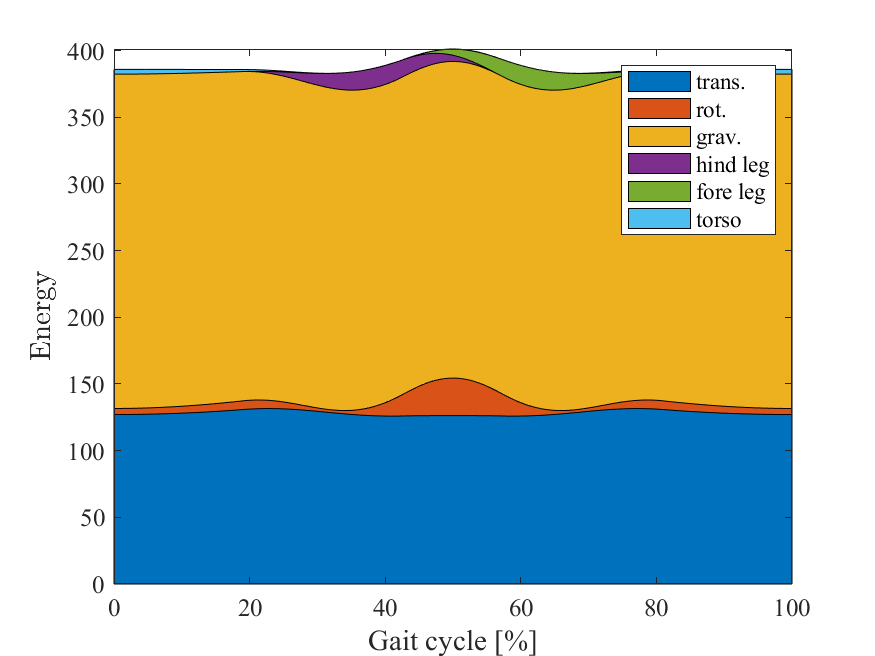 400
350
300
250
200
150
100
50
0
Energy
trans.
rot.
grav.
hind leg
fore leg
torso
0 20 40 60 80 100
Gait cycle [%]